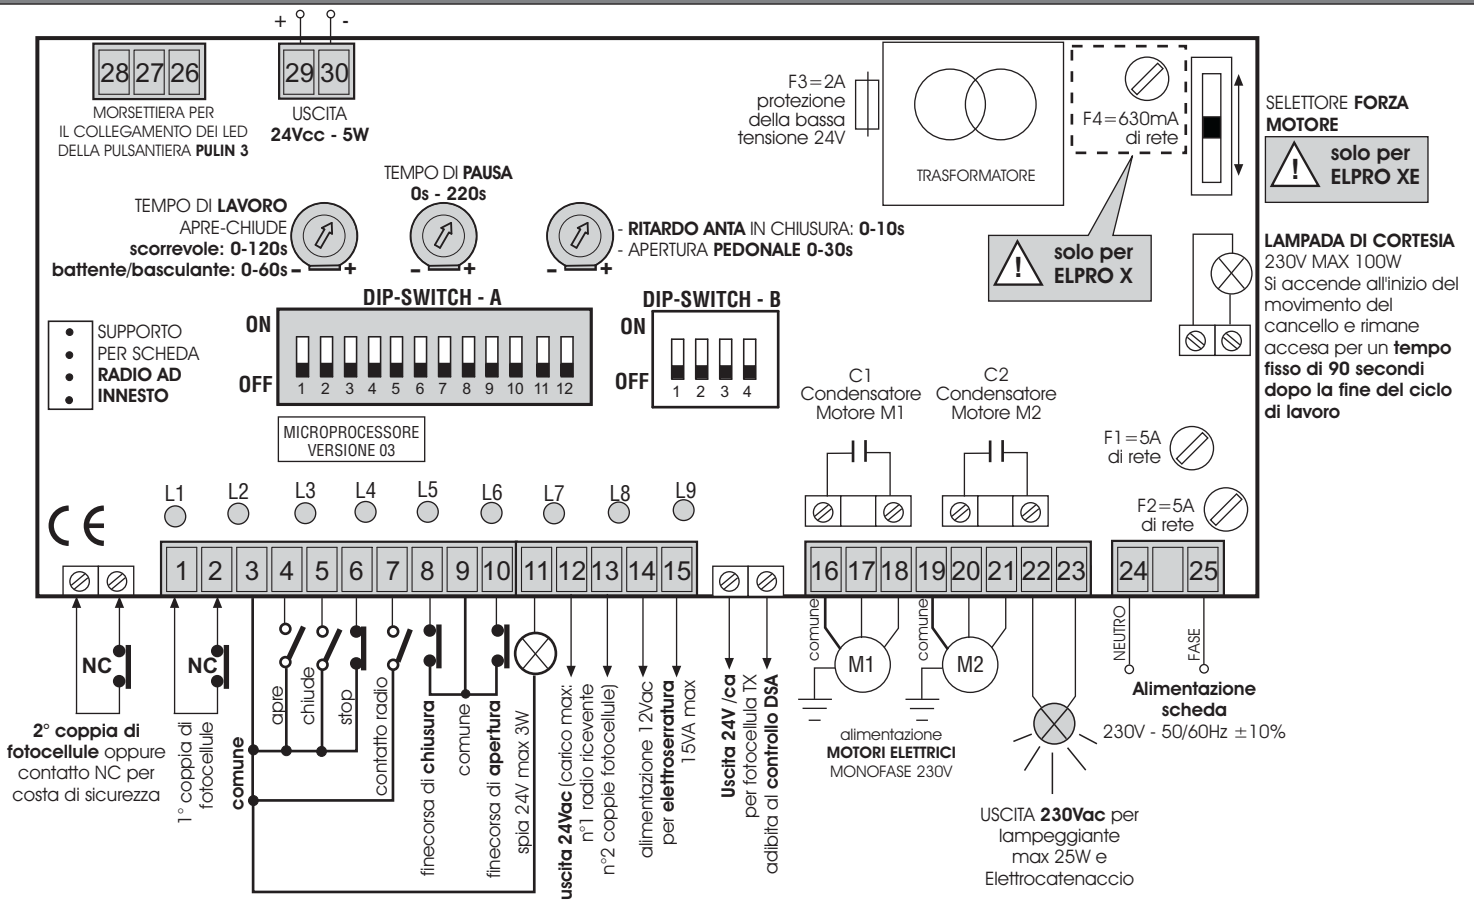 + -
28 27 26
29 30
MORSETTIERA PER
IL COLLEGAMENTO DEI LED
DELLA PULSANTIERA PULIN 3
USCITA
24Vcc - 5W
F3=2A
protezione
della bassa
tensione 24V
TRASFORMATORE
F4=630mA
di rete
SELETTORE FORZA
MOTORE
! solo per
ELPRO XE
! solo per
ELPRO X
TEMPO DI LAVORO
APRE-CHIUDE
scorrevole: 0-120s
battente/basculante: 0-60s
- +
TEMPO DI PAUSA
0s - 220s
- +
- RITARDO ANTA IN CHIUSURA: 0-10s
- APERTURA PEDONALE 0-30s
- +
LAMPADA DI CORTESIA
230V MAX 100W
Si accende all'inizio del
movimento del
cancello e rimane
accesa per un tempo
fisso di 90 secondi
dopo la fine del ciclo
di lavoro
SUPPORTO
PER SCHEDA
RADIO AD
INNESTO
DIP-SWITCH - A
ON
OFF
1 2 3 4 5 6 7 8 9 10 11 12
DIP-SWITCH - B
ON
OFF
1 2 3 4
MICROPROCESSORE
VERSIONE 03
C1
Condensatore
Motore M1
C2
Condensatore
Motore M2
F1=5A
di rete
F2=5A
di rete
CE
L1 L2 L3 L4 L5 L6 L7 L8 L9
1 2 3 4 5 6 7 8 9 10 11 12 13 14 15
16 17 18 19 20 21 22 23
24 25
NC
2° coppia di
fotocellule oppure
contatto NC per
costa di sicurezza
NC
1° coppia di
fotocellule
comune
apre
chiude
stop
contatto radio
finecorsa di chiusura
comune
finecorsa di apertura
spia 24V max 3W
uscita 24Vac (carico max:
n°1 radio ricevente
n°2 coppie fotocellule)
alimentazione 12Vac
per elettroserratura
15VA max
Uscita 24V /ca
per fotocellula TX
adibita al controllo DSA
comune
M1
comune
M2
alimentazione
MOTORI ELETTRICI
MONOFASE 230V
USCITA 230Vac per
lampeggiante
max 25W e
Elettrocatenaccio
NEUTRO
FASE
Alimentazione
scheda
230V - 50/60Hz ±10%